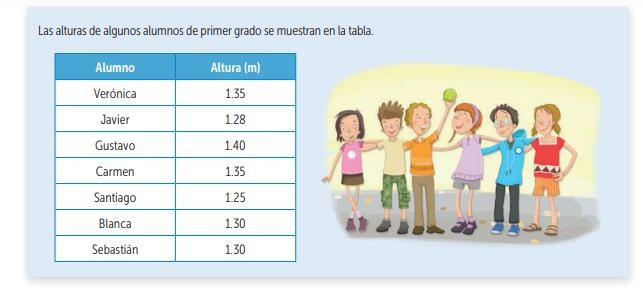 Las alturas de algunos alumnos de primer grado se muestran en la tabla.
Alumno Altura (m)
Verónica 1.35
Javier 1.28
Gustavo 1.40
Carmen 1.35
Santiago 1.25
Blanca 1.30
Sebastián 1.30